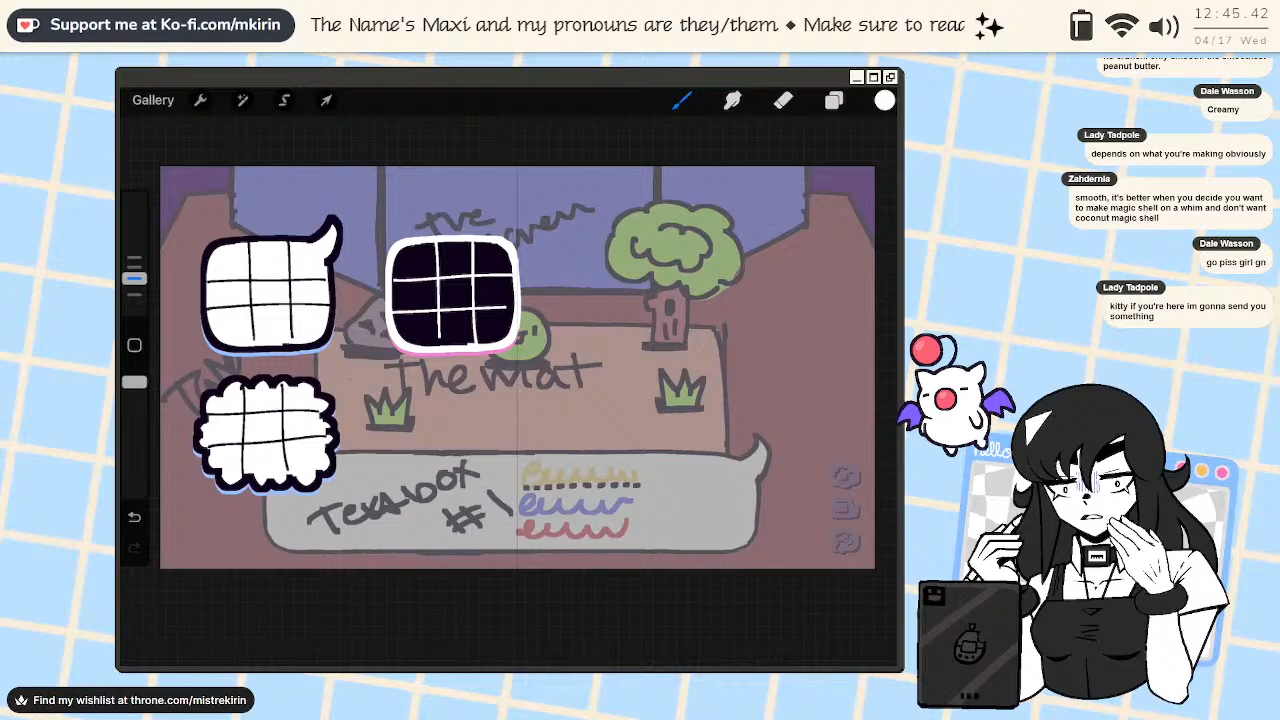 Support me at Ko-fi.com/mkirin
The Name's Maxi and my pronouns are they/them ◆ Make sure to read
12:45.42
04/17 Wed
peanut butter.
Dale Wasson
Creamy
Lady Tadpole
depends on what you're making obviously
Zahdernia
smooth, it's better when you decide you want
to make magic shell on a whim and don't want
coconut magic shell
Dale Wasson
go piss girl gn
Lady Tadpole
kitty if you're here im gonna send you
something
Gallery
The
The Mat
Textbox
#1
Hello
Find my wishlist at throne.com/mistrekirin